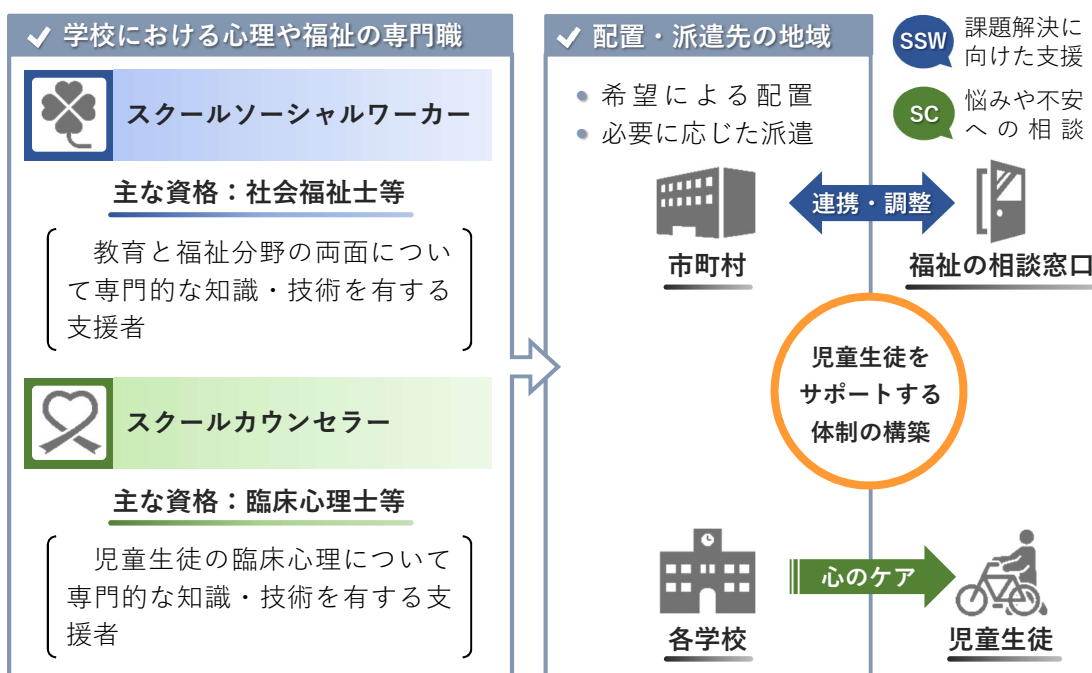 ✓ 学校における心理や福祉の専門職
スクールソーシャルワーカー
主な資格：社会福祉士等
教育と福祉分野の両面につい
て専門的な知識・技術を有する
支援者
スクールカウンセラー
主な資格：臨床心理士等
児童生徒の臨床心理について
専門的な知識・技術を有する支
援者
✓ 配置・派遣先の地域
• 希望による配置
• 必要に応じた派遣
SSW
課題解決に
向けた支援
SC
悩みや不安
への相談
連携・調整
市町村
福祉の相談窓口
児童生徒を
サポートする
体制の構築
心のケア
各学校
児童生徒